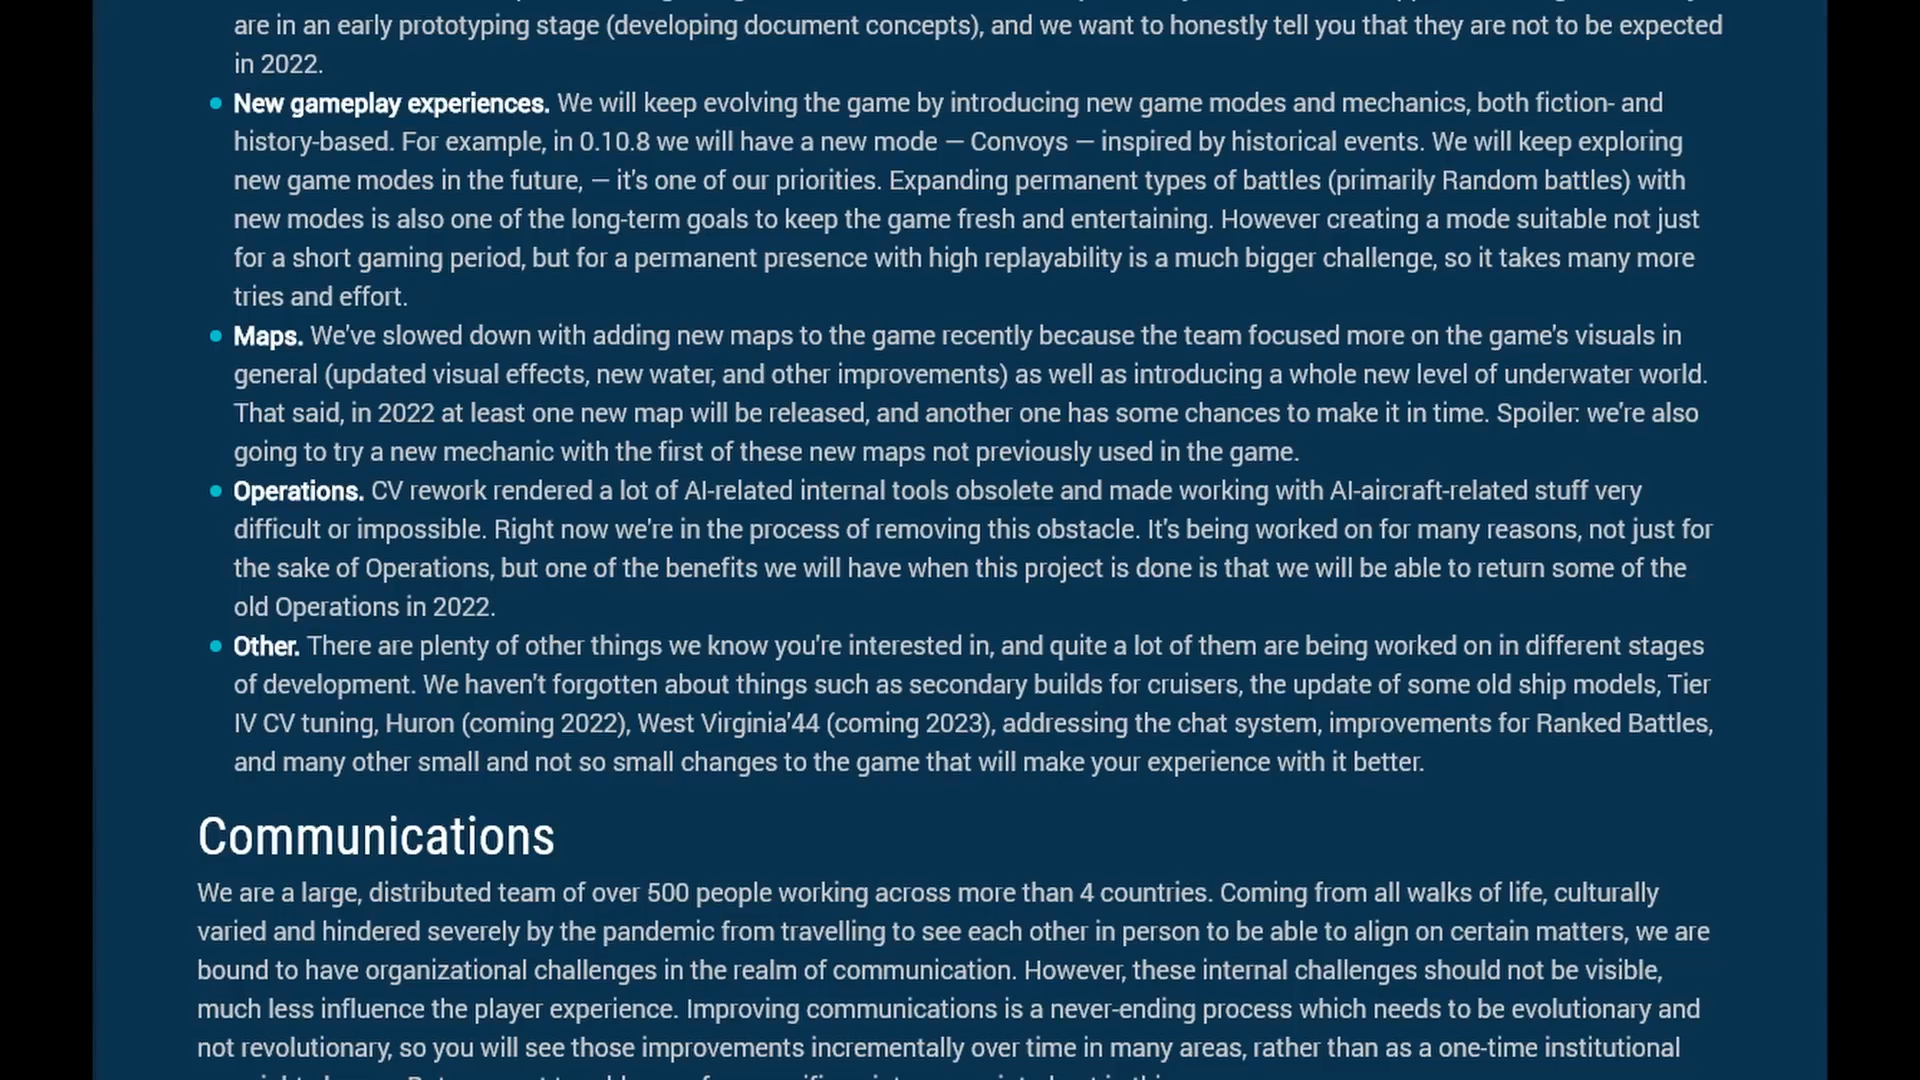 are in an early prototyping stage (developing document concepts), and we want to honestly tell you that they are not to be expected
in 2022.
New gameplay experiences. We will keep evolving the game by introducing new game modes and mechanics, both fiction- and
history-based. For example, in 0.10.8 we will have a new mode — Convoys — inspired by historical events. We will keep exploring
new game modes in the future, — it's one of our priorities. Expanding permanent types of battles (primarily Random battles) with
new modes is also one of the long-term goals to keep the game fresh and entertaining. However creating a mode suitable not just
for a short gaming period, but for a permanent presence with high replayability is a much bigger challenge, so it takes many more
tries and effort.
Maps. We've slowed down with adding new maps to the game recently because the team focused more on the game's visuals in
general (updated visual effects, new water, and other improvements) as well as introducing a whole new level of underwater world.
That said, in 2022 at least one new map will be released, and another one has some chances to make it in time. Spoiler: we're also
going to try a new mechanic with the first of these new maps not previously used in the game.
Operations. CV rework rendered a lot of AI-related internal tools obsolete and made working with AI-aircraft-related stuff very
difficult or impossible. Right now we're in the process of removing this obstacle. It's being worked on for many reasons, not just for
the sake of Operations, but one of the benefits we will have when this project is done is that we will be able to return some of the
old Operations in 2022.
Other. There are plenty of other things we know you're interested in, and quite a lot of them are being worked on in different stages
of development. We haven't forgotten about things such as secondary builds for cruisers, the update of some old ship models, Tier
IV CV tuning, Huron (coming 2022), West Virginia'44 (coming 2023), addressing the chat system, improvements for Ranked Battles,
and many other small and not so small changes to the game that will make your experience with it better.
Communications
We are a large, distributed team of over 500 people working across more than 4 countries. Coming from all walks of life, culturally
varied and hindered severely by the pandemic from travelling to see each other in person to be able to align on certain matters, we are
bound to have organizational challenges in the realm of communication. However, these internal challenges should not be visible,
much less influence the player experience. Improving communications is a never-ending process which needs to be evolutionary and
not revolutionary, so you will see those improvements incrementally over time in many areas, rather than as a one-time institutional